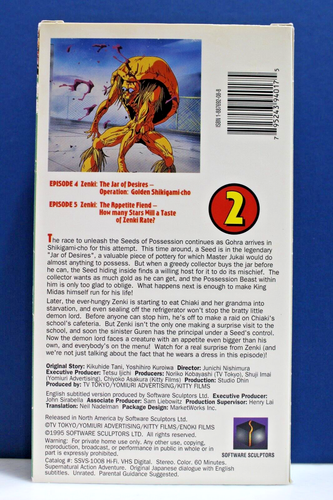 ISBN 1-887692-08-8
7 95243 94017 5
EPISODE 4 Zenki: The Jar of Desires –
Operation: Golden Shikigami cho
EPISODE 5 Zenki: The Appetite Fiend –
How many Stars Will a Taste
of Zenki Rate?
2
The race to unleash the Seeds of Possession continues as Gohra arrives in
Shikigami-cho for this attempt. This time around, a Seed is in the legendary
"Jar of Desires", a valuable piece of pottery for which Master Jukai would do
almost anything to possess. But when a greedy collector buys the jar before
he can, the Seed hiding inside finds a willing host for it to do its mischief. The
collector wants as much gold as he can get, and the Possession Beast within
him is only too glad to oblige. What happens next is enough to make King
Midas himself run for his life!
Later, the ever-hungry Zenki is starting to eat Chiaki and her grandma into
starvation, and even sealing off the refrigerator won't stop the bratty little
demon lord. Before anyone can stop him, he's off to make a raid on Chiaki's
school's cafeteria. But Zenki isn't the only one making a surprise visit to the
school, and soon the sinister Guren has the principal under a Seed's control.
Now the demon lord faces a creature with an appetite even bigger than his
own, and everybody's on the menu! Watch for a real surprise from Zenki (and
we're not just talking about the fact that he wears a dress in this episode)!
Original Story: Kikuhide Tani, Yoshihiro Kuroiwa Director: Junichi Nishimura
Executive Producer: Tetsu Ijichi Producers: Noriko Kobayashi (TV Tokyo), Shuji Imai
(Yomiuri Advertising), Chiyoko Asakura (Kitty Films) Production: Studio Dhin
Produced by: TV TOKYO/YOMIURI ADVERTISING/KITTY FILMS
English subtitled version produced by Software Sculptors Ltd. Executive Producer:
John Sirabella Associate Producer: Sam Liebowitz Production Supervisor: Henry Lai
Translation: Neil Nadelman Package Design: MarketWorks Inc.
Released in North America by Software Sculptors Ltd.
©TV TOKYO/YOMIURI ADVERTISING/KITTY FILMS/ENOKI FILMS
©1995 SOFTWARE SCULPTORS LTD. All rights reserved.
Warning: For private home use only. Any other use, copying,
reproduction, broadcast, or performance in public in whole or in
part is prohibited by law.
Catalog #: SSVS-1008 Hi-Fi. VHS Stereo. Color. 60 Minutes.
Supernatural Action Adventure. Original Japanese dialogue with English
subtitles. Unrated. Parental Guidance Suggested.
SOFTWARE SCULPTORS